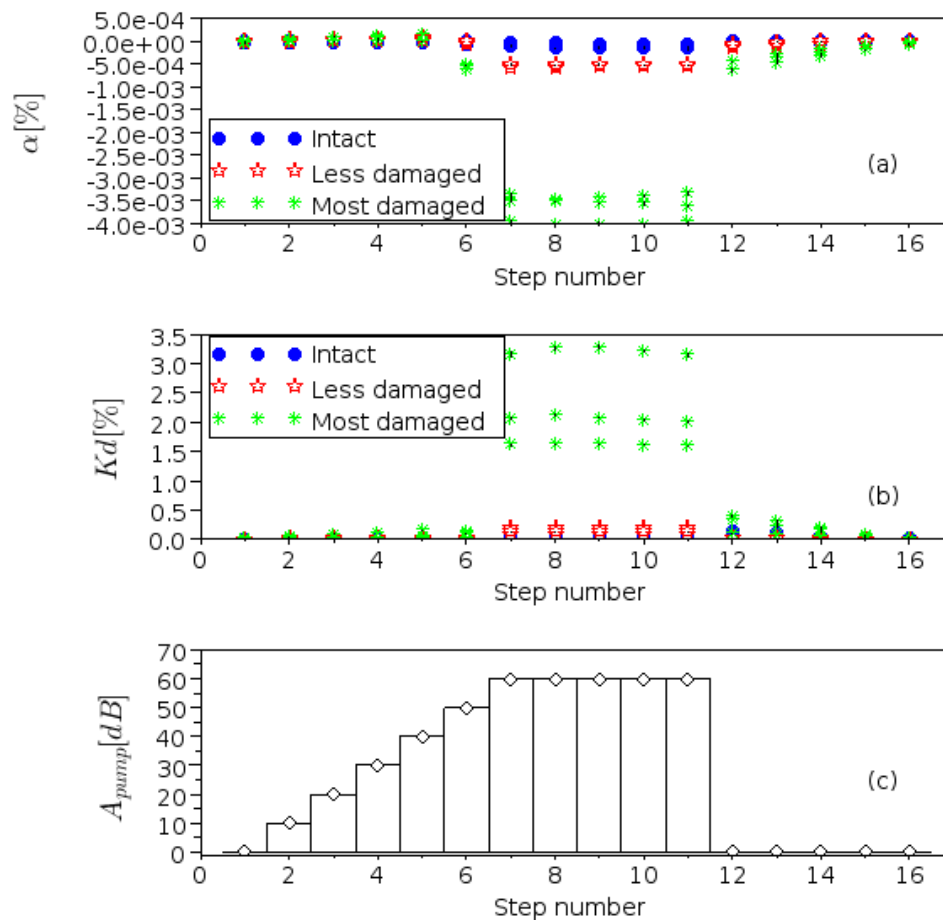 5.0e-04
0.0e+00
-5.0e-04
-1.0e-03
-1.5e-03
-2.0e-03
-2.5e-03
-3.0e-03
-3.5e-03
-4.0e-03
α[%]
Intact
Less damaged
Most damaged
(a)
0 2 4 6 8 10 12 14 16
Step number
3.5
3.0
2.5
2.0
1.5
1.0
0.5
0.0
Kd[%]
Intact
Less damaged
Most damaged
(b)
0 2 4 6 8 10 12 14 16
Step number
70
60
50
40
30
20
10
0
A_pump[dB]
(c)
0 2 4 6 8 10 12 14 16
Step number